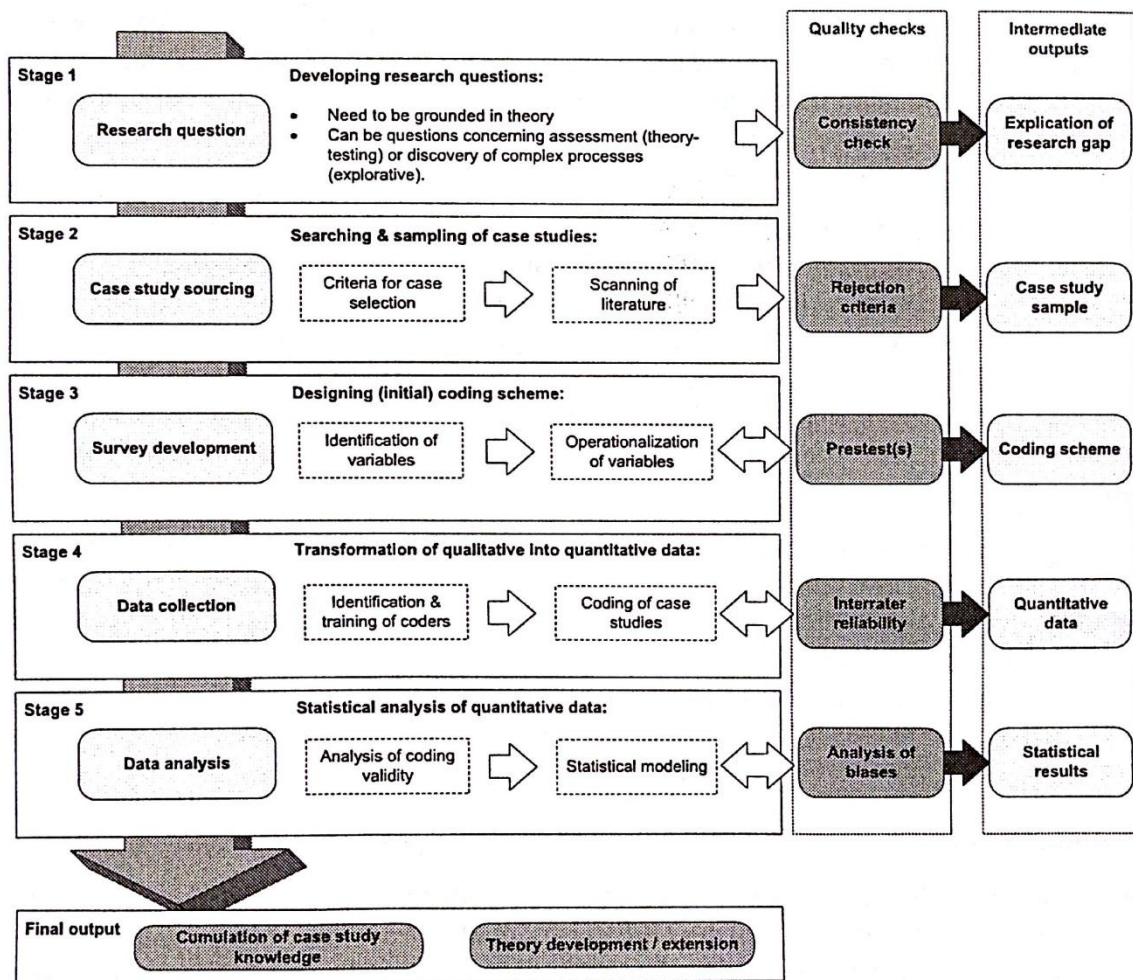 Quality checks
Intermediate
outputs
Stage 1
Research question
Developing research questions:
• Need to be grounded in theory
• Can be questions concerning assessment (theory-
testing) or discovery of complex processes
(explorative).
Consistency
check
Explication of
research gap
Stage 2
Case study sourcing
Searching & sampling of case studies:
Criteria for case
selection
Scanning of
literature
Rejection
criteria
Case study
sample
Stage 3
Survey development
Designing (initial) coding scheme:
Identification of
variables
Operationalization
of variables
Prestest(s)
Coding scheme
Stage 4
Data collection
Transformation of qualitative into quantitative data:
Identification &
training of coders
Coding of case
studies
Interrater
reliability
Quantitative
data
Stage 5
Data analysis
Statistical analysis of quantitative data:
Analysis of coding
validity
Statistical modeling
Analysis of
biases
Statistical
results
Final output
Cumulation of case study
knowledge
Theory development / extension